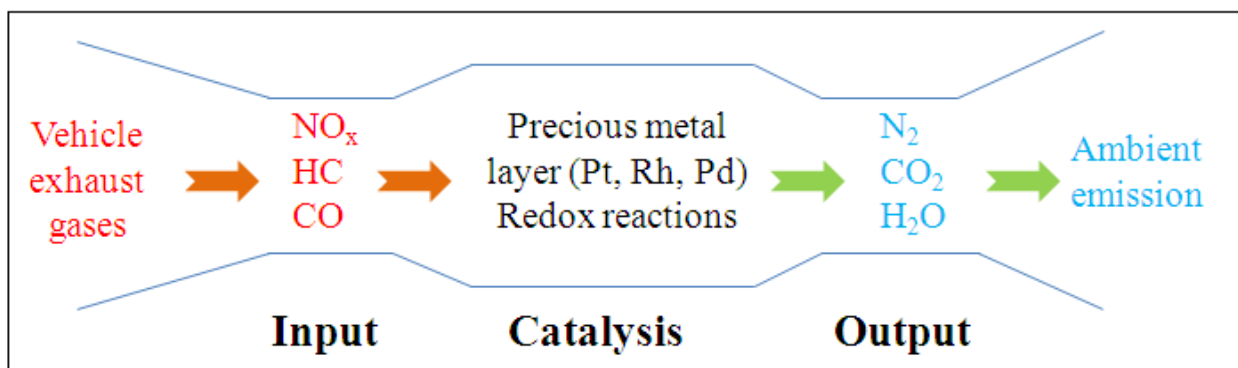 Vehicle
exhaust
gases
NOₓ
HC
CO
Precious metal
layer (Pt, Rh, Pd)
Redox reactions
N₂
CO₂
H₂O
Ambient
emission
Input
Catalysis
Output